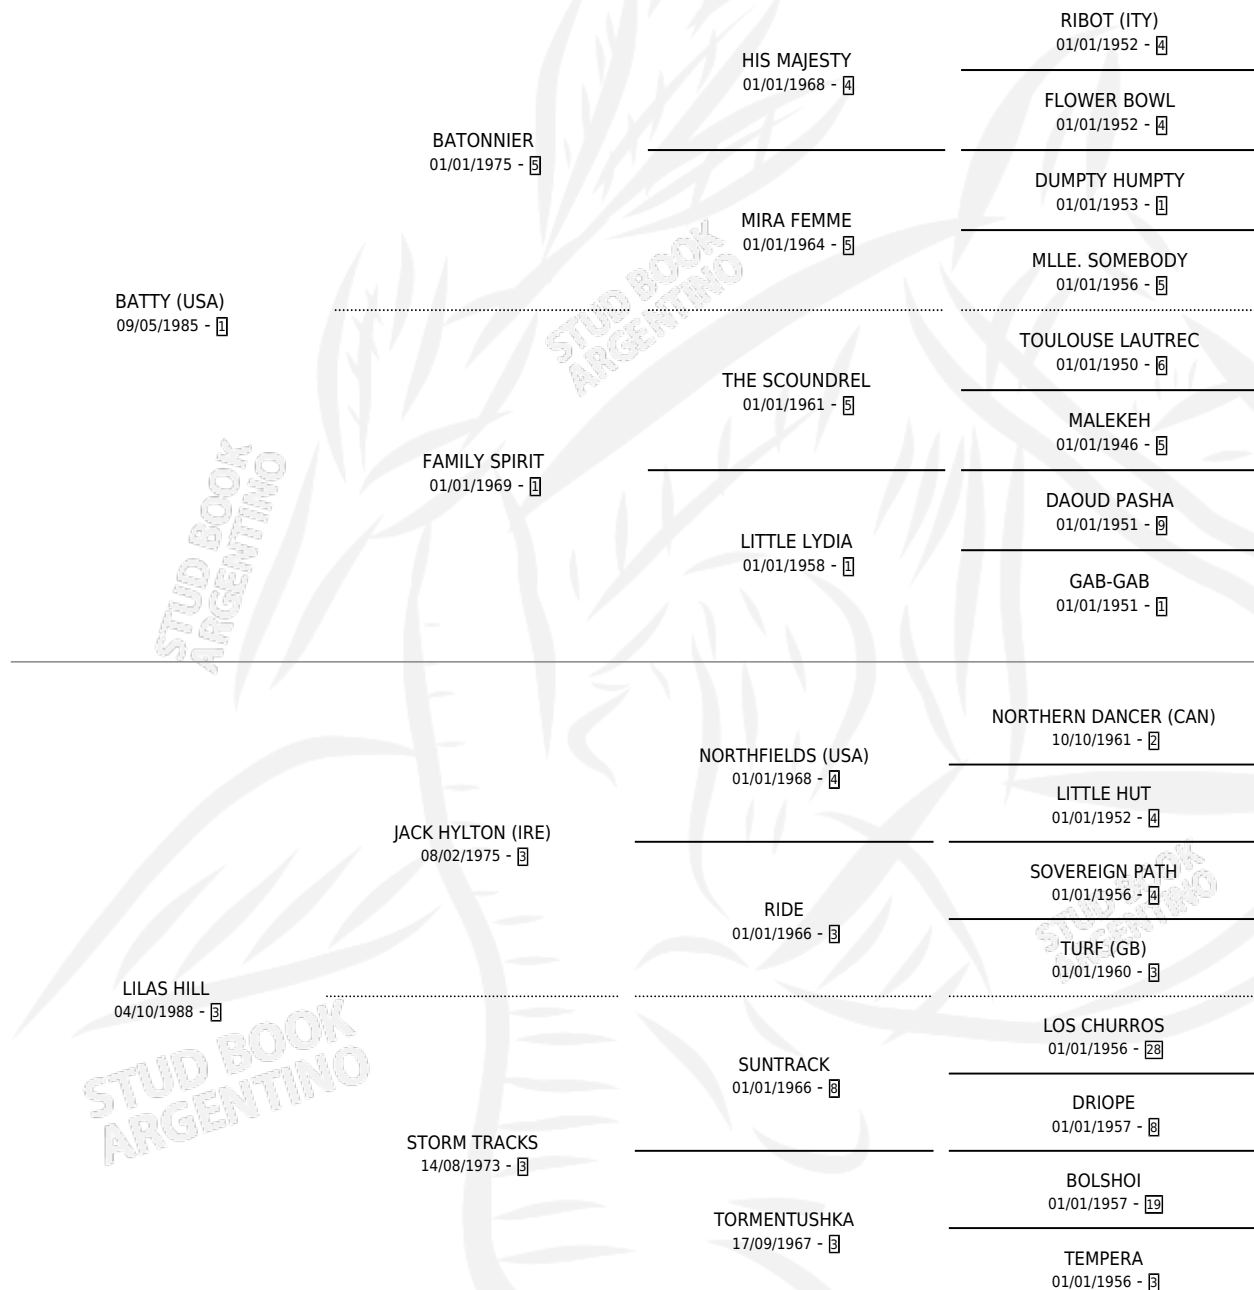 RIBOT (ITY)
01/01/1952 - 4
HIS MAJESTY
01/01/1968 - 4
FLOWER BOWL
01/01/1952 - 4
BATONNIER
01/01/1975 - 5
DUMPTY HUMPTY
01/01/1953 - 1
MIRA FEMME
01/01/1964 - 5
MLLE. SOMEBODY
01/01/1956 - 5
BATTY (USA)
09/05/1985 - 1
TOULOUSE LAUTREC
01/01/1950 - 6
THE SCOUNDREL
01/01/1961 - 5
MALEKEH
01/01/1946 - 5
FAMILY SPIRIT
01/01/1969 - 1
DAOUD PASHA
01/01/1951 - 9
LITTLE LYDIA
01/01/1958 - 1
GAB-GAB
01/01/1951 - 1
STUD BOOK
ARGENTINO
STUD BOOK
ARGENTINO
NORTHERN DANCER (CAN)
10/10/1961 - 2
NORTHFIELDS (USA)
01/01/1968 - 4
LITTLE HUT
01/01/1952 - 4
JACK HYLTON (IRE)
08/02/1975 - 3
SOVEREIGN PATH
01/01/1956 - 4
RIDE
01/01/1966 - 3
TURF (GB)
01/01/1960 - 3
STUD BOOK
ARGENTINO
LILAS HILL
04/10/1988 - 3
LOS CHURROS
01/01/1956 - 28
SUNTRACK
01/01/1966 - 8
DRIOPE
01/01/1957 - 8
STORM TRACKS
14/08/1973 - 3
BOLSHOI
01/01/1957 - 19
TORMENTUSHKA
17/09/1967 - 3
TEMPERA
01/01/1956 - 3
STUD BOOK
ARGENTINO